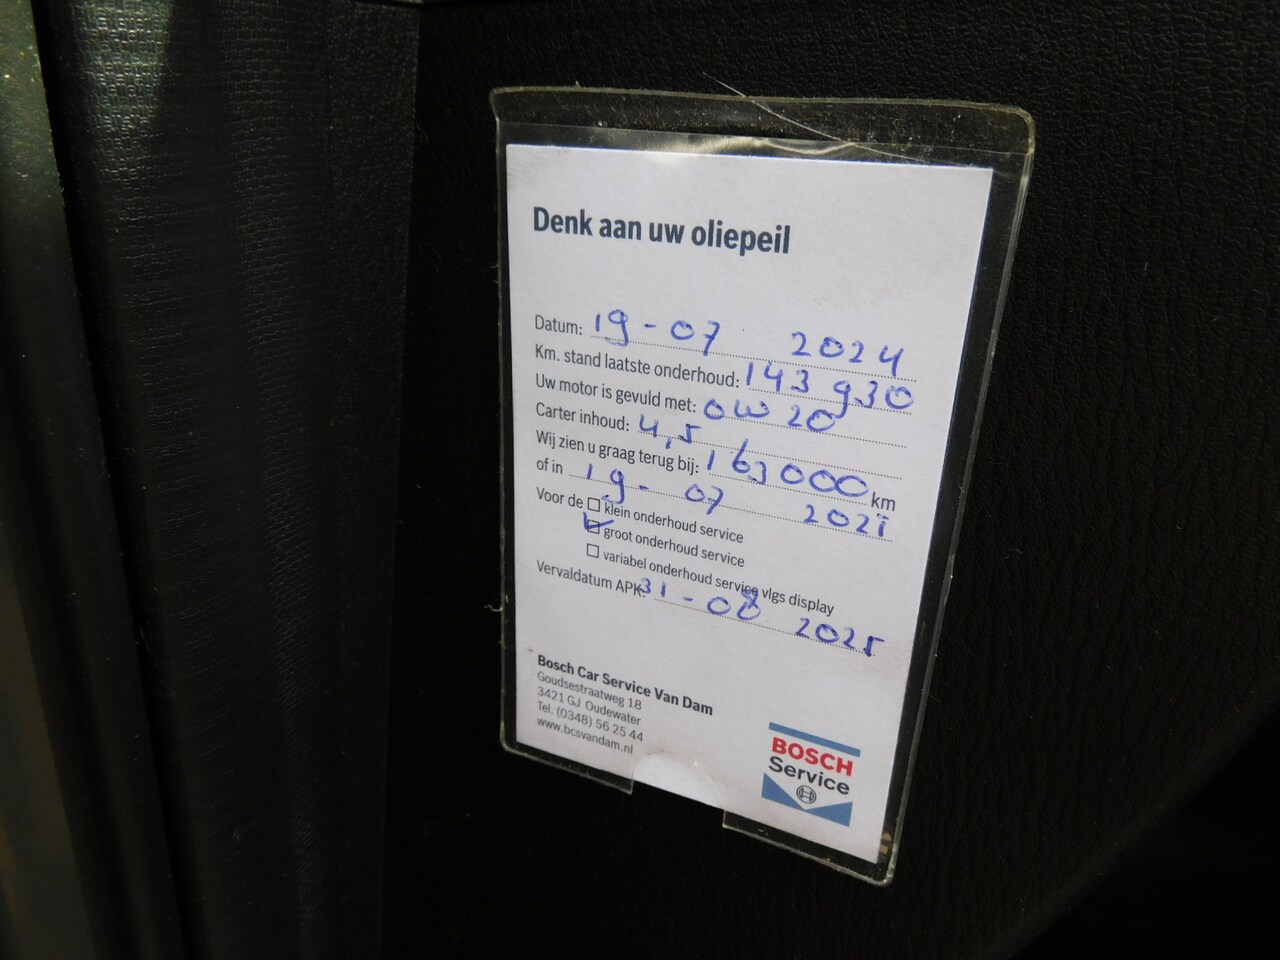 Denk aan uw oliepeil
Datum: 19-07 2024
Km. stand laatste onderhoud: 143 930
Uw motor is gevuld met: 0W20
Carter inhoud: 4,5
Wij zien u graag terug bij: 163000 km
of in 19-07
Voor de klein onderhoud service
groot onderhoud service
variabel onderhoud service vlgs display
Vervaldatum APK: 31-08 2025
Bosch Car Service Van Dam
Goudsestraatweg 18
3421 GJ Oudewater
Tel. (0348) 56 25 44
www.bcsvandam.nl
BOSCH
Service